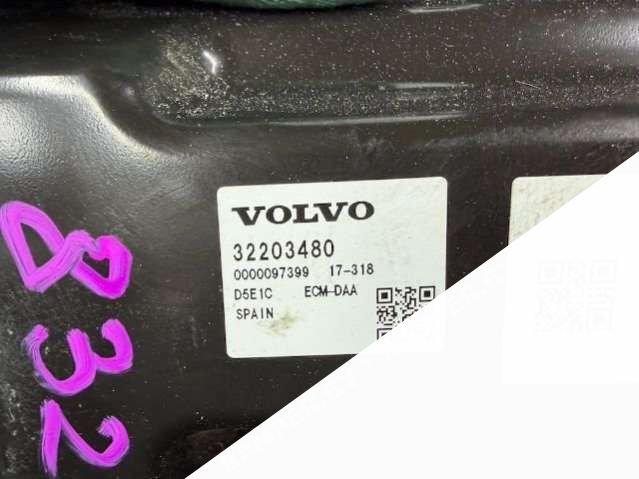 VOLVO
32203480
0000097399 17-318
D5E1C ECM-DAA
SPAIN
832